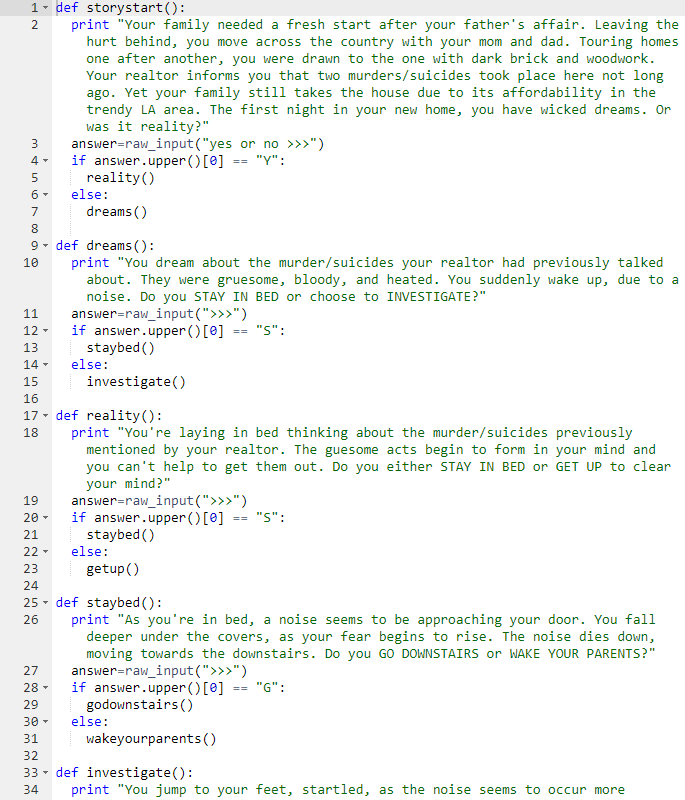 1 def storystart():
2 print "Your family needed a fresh start after your father's affair. Leaving the
hurt behind, you move across the country with your mom and dad. Touring homes
one after another, you were drawn to the one with dark brick and woodwork.
Your realtor informs you that two murders/suicides took place here not long
ago. Yet your family still takes the house due to its affordability in the
trendy LA area. The first night in your new home, you have wicked dreams. Or
was it reality?"
3 answer=raw_input("yes or no >>>")
4 if answer.upper()[0] == "Y":
5 reality()
6 else:
7 dreams()
8
9 def dreams():
10 print "You dream about the murder/suicides your realtor had previously talked
about. They were gruesome, bloody, and heated. You suddenly wake up, due to a
noise. Do you STAY IN BED or choose to INVESTIGATE?"
11 answer=raw_input(">>>")
12 if answer.upper()[0] == "S":
13 staybed()
14 else:
15 investigate()
16
17 def reality():
18 print "You're laying in bed thinking about the murder/suicides previously
mentioned by your realtor. The guesome acts begin to form in your mind and
you can't help to get them out. Do you either STAY IN BED or GET UP to clear
your mind?"
19 answer=raw_input(">>>")
20 if answer.upper()[0] == "S":
21 staybed()
22 else:
23 getup()
24
25 def staybed():
26 print "As you're in bed, a noise seems to be approaching your door. You fall
deeper under the covers, as your fear begins to rise. The noise dies down,
moving towards the downstairs. Do you GO DOWNSTAIRS or WAKE YOUR PARENTS?"
27 answer=raw_input(">>>")
28 if answer.upper()[0] == "G":
29 godownstairs()
30 else:
31 wakeyourparents()
32
33 def investigate():
34 print "You jump to your feet, startled, as the noise seems to occur more